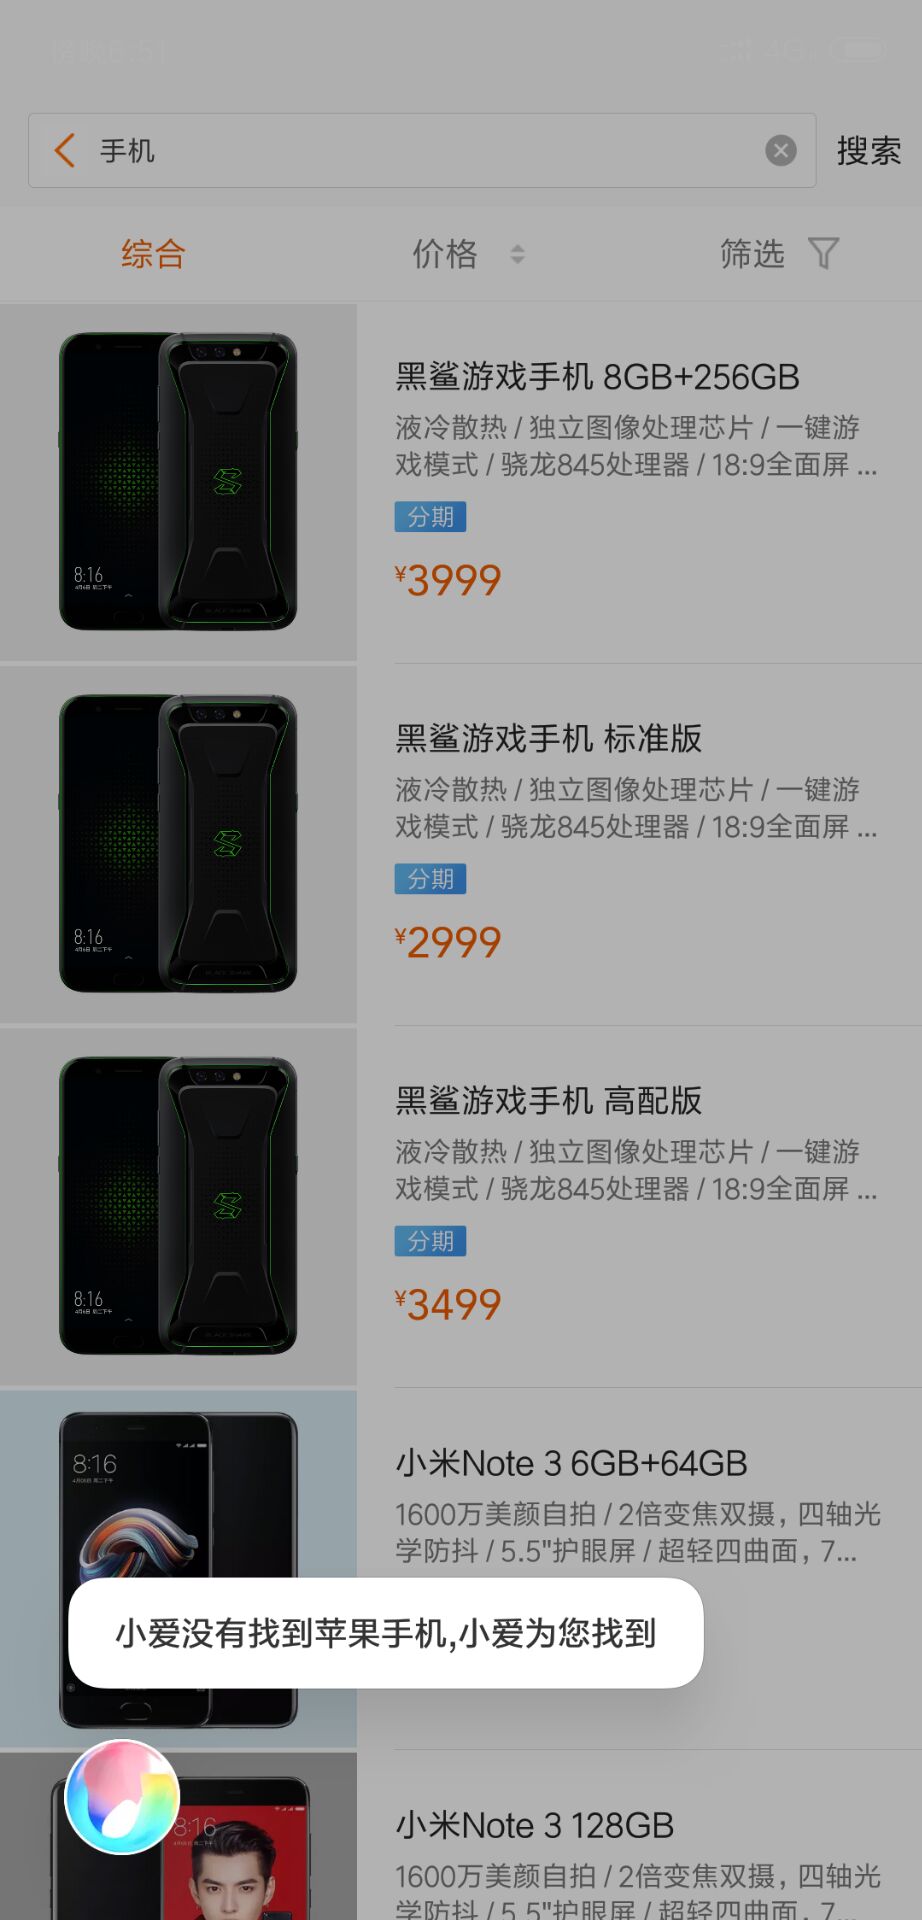 傍晚6:51
4G
手机
搜索
综合
价格
筛选
黑鲨游戏手机 8GB+256GB
液冷散热 / 独立图像处理芯片 / 一键游
戏模式 / 骁龙845处理器 / 18:9全面屏 ...
分期
¥3999
8:16
黑鲨游戏手机 标准版
液冷散热 / 独立图像处理芯片 / 一键游
戏模式 / 骁龙845处理器 / 18:9全面屏 ...
分期
¥2999
8:16
黑鲨游戏手机 高配版
液冷散热 / 独立图像处理芯片 / 一键游
戏模式 / 骁龙845处理器 / 18:9全面屏 ...
分期
¥3499
8:16
小米Note 3 6GB+64GB
8:16
1600万美颜自拍 / 2倍变焦双摄，四轴光
学防抖 / 5.5"护眼屏 / 超轻四曲面，7...
小爱没有找到苹果手机,小爱为您找到
小米Note 3 128GB
8:16
1600万美颜自拍 / 2倍变焦双摄，四轴光
学防抖 / 5.5"护眼屏 / 超轻四曲面，7...